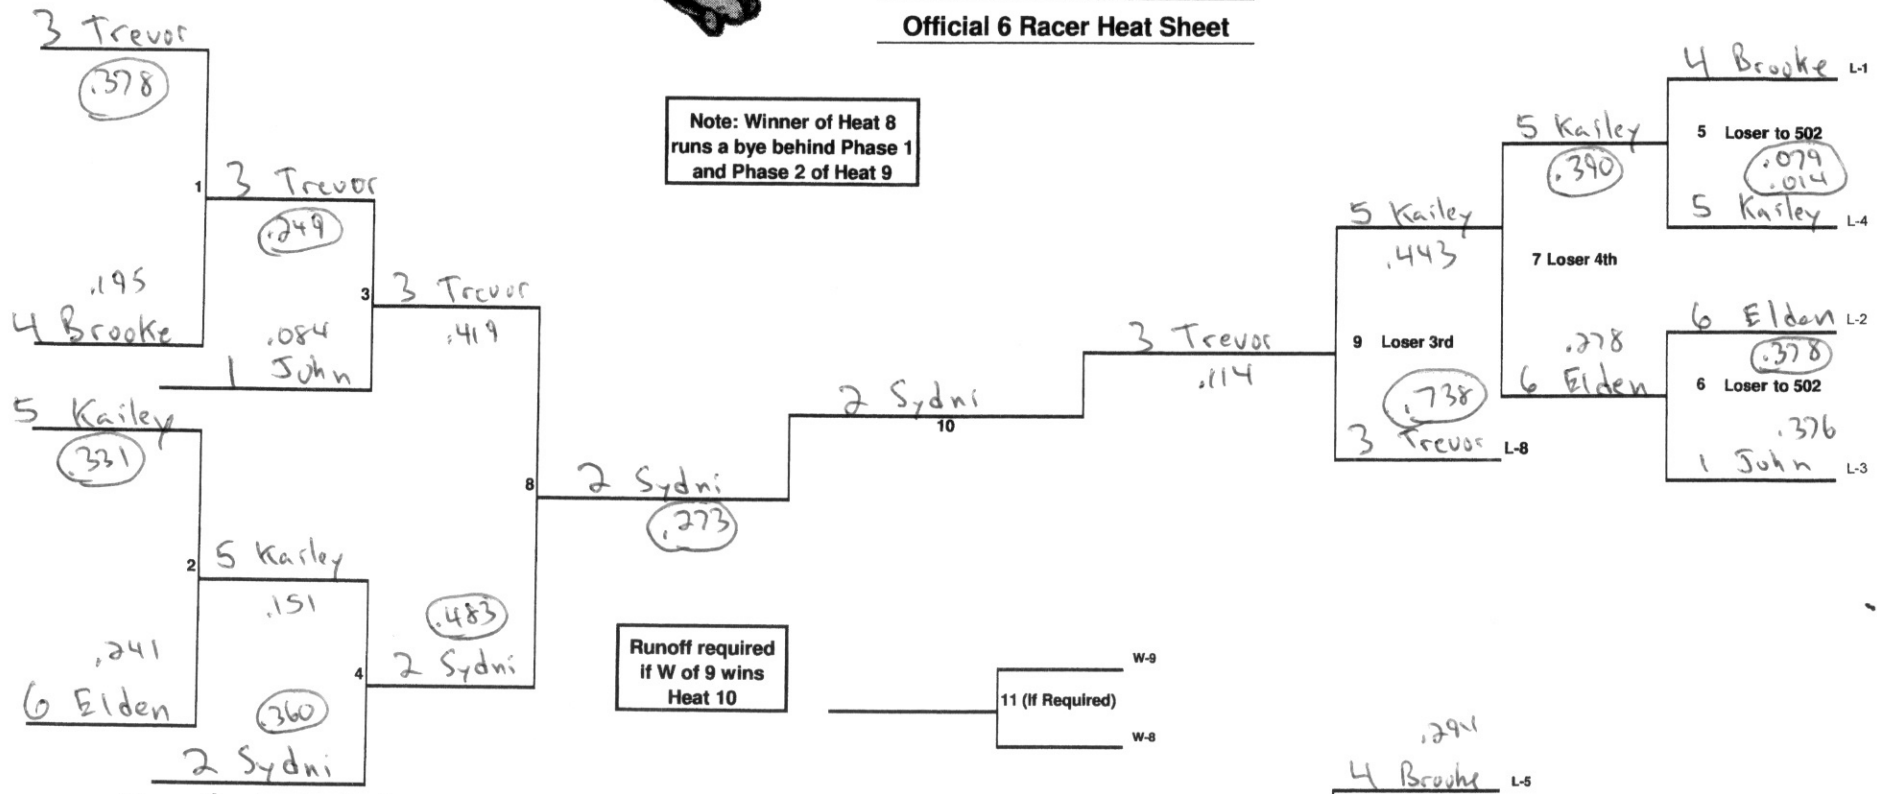 Official 6 Racer Heat Sheet
3 Trevor
.378
1
.195
4 Brooke
3 Trevor
.249
3
.084
1 John
5 Kailey
.331
2
.241
6 Elden
5 Kailey
.151
4
.360
2 Sydni
3 Trevor
.419
8
.483
2 Sydni
Note: Winner of Heat 8
runs a bye behind Phase 1
and Phase 2 of Heat 9
2 Sydni
.273
2 Sydni
10
3 Trevor
.114
Runoff required
if W of 9 wins
Heat 10
W-9
11 (If Required)
W-8
5 Kailey
.443
9 Loser 3rd
.738
3 Trevor L-8
5 Kailey
.390
7 Loser 4th
.278
6 Elden
4 Brooke L-1
5 Loser to 502
.079
.014
5 Kailey L-4
6 Elden L-2
.378
6 Loser to 502
.376
1 John L-3
.294
4 Brooke L-5